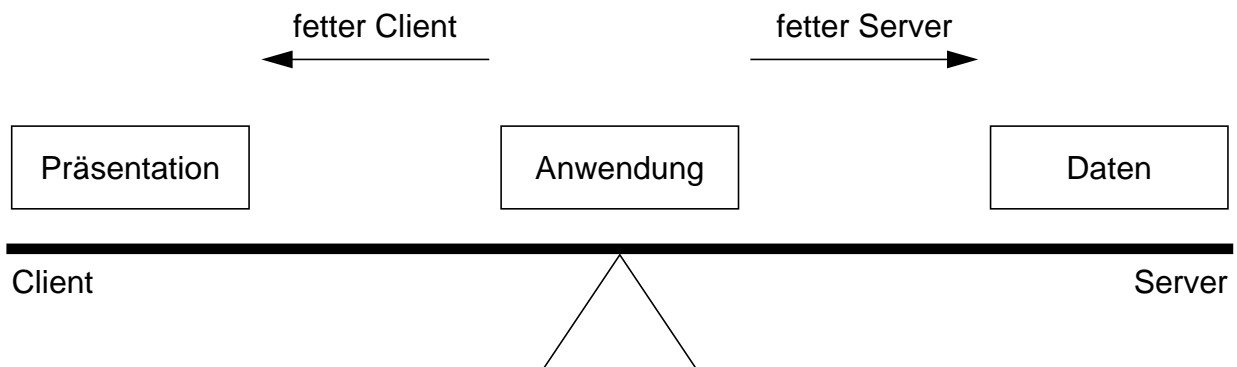 fetter Client
fetter Server
Präsentation
Anwendung
Daten
Client
Server